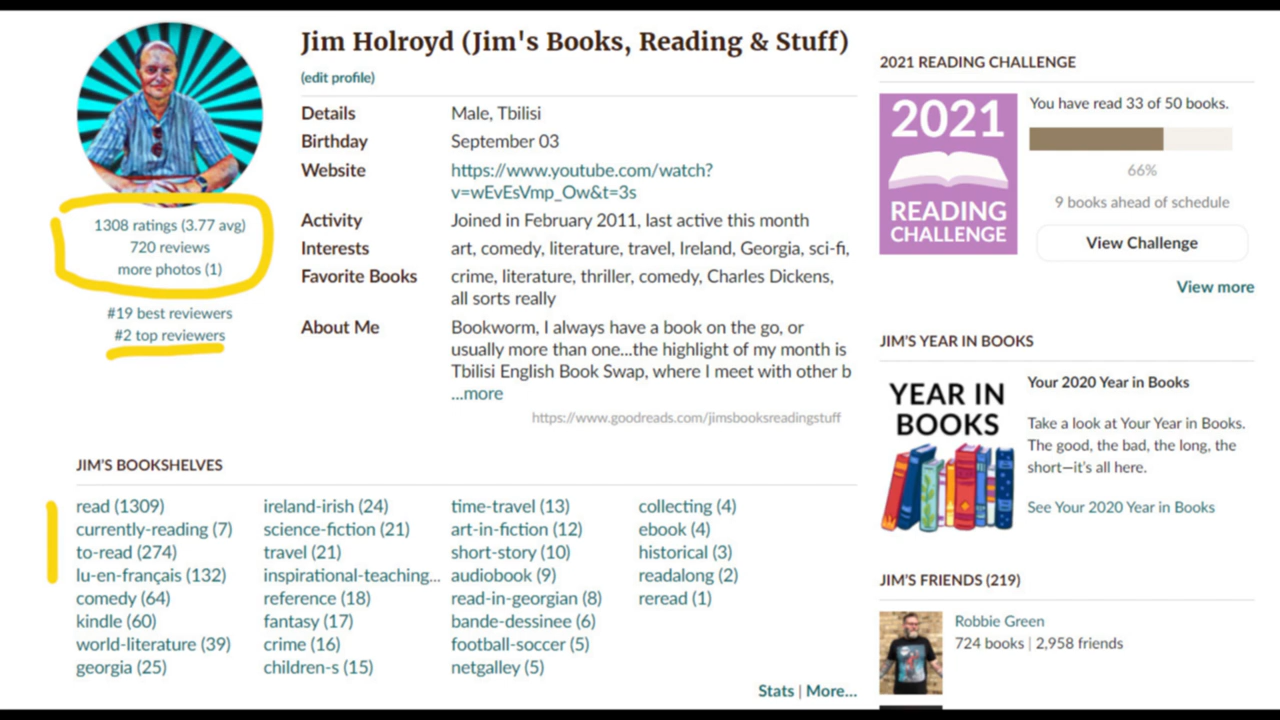 Jim Holroyd (Jim's Books, Reading & Stuff)
(edit profile)
Details Male, Tbilisi
Birthday September 03
Website https://www.youtube.com/watch?
v=wEvEsVmp_Ow&t=3s
Activity Joined in February 2011, last active this month
Interests art, comedy, literature, travel, Ireland, Georgia, sci-fi,
Favorite Books crime, literature, thriller, comedy, Charles Dickens,
all sorts really
About Me Bookworm, I always have a book on the go, or
usually more than one...the highlight of my month is
Tbilisi English Book Swap, where I meet with other b
...more
https://www.goodreads.com/jimsbooksreadingstuff
1308 ratings (3.77 avg)
720 reviews
more photos (1)
#19 best reviewers
#2 top reviewers
JIM'S BOOKSHELVES
read (1309)
currently-reading (7)
to-read (274)
lu-en-français (132)
comedy (64)
kindle (60)
world-literature (39)
georgia (25)
ireland-irish (24)
science-fiction (21)
travel (21)
inspirational-teaching...
reference (18)
fantasy (17)
crime (16)
children-s (15)
time-travel (13)
art-in-fiction (12)
short-story (10)
audiobook (9)
read-in-georgian (8)
bande-dessinee (6)
football-soccer (5)
netgalley (5)
collecting (4)
ebook (4)
historical (3)
readalong (2)
reread (1)
Stats | More...
2021 READING CHALLENGE
2021
READING
CHALLENGE
You have read 33 of 50 books.
66%
9 books ahead of schedule
View Challenge
View more
JIM'S YEAR IN BOOKS
YEAR IN
BOOKS
Your 2020 Year in Books
Take a look at Your Year in Books.
The good, the bad, the long, the
short—it's all here.
See Your 2020 Year in Books
JIM'S FRIENDS (219)
Robbie Green
724 books | 2,958 friends